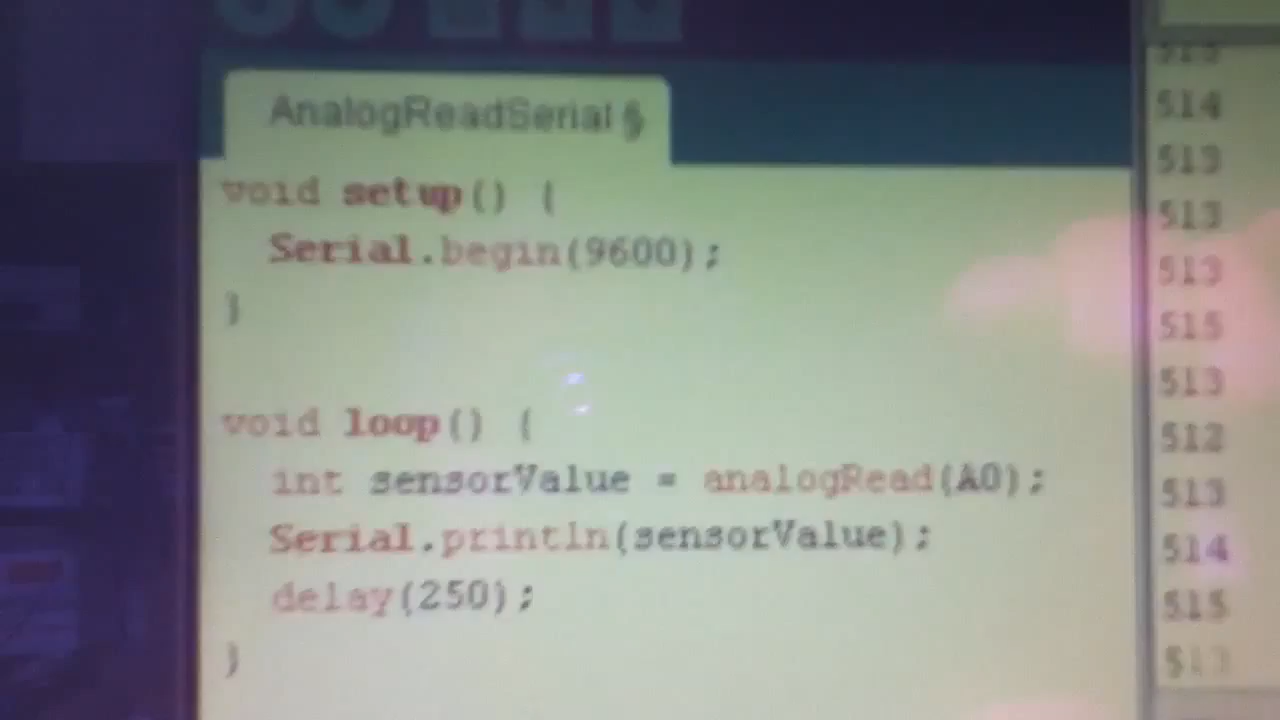 AnalogReadSerial §
void setup() {
Serial.begin(9600);
}
void loop() {
int sensorValue = analogRead(A0);
Serial.println(sensorValue);
delay(250);
}
514
513
513
513
515
513
512
513
514
515